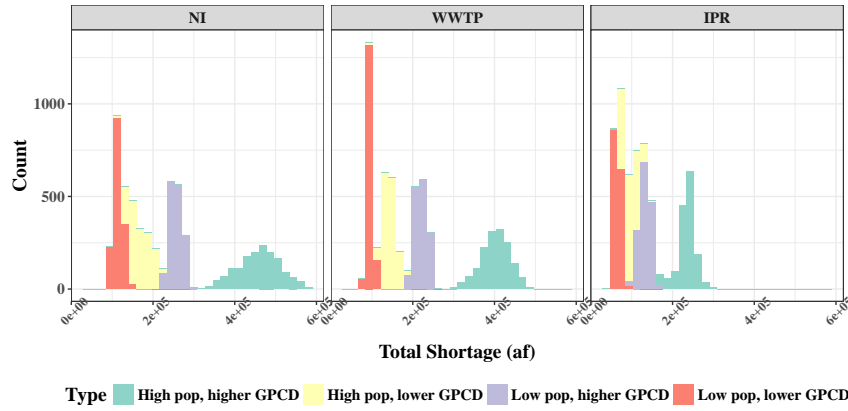 NI WWTP IPR
Count
1000
500
0
0e+00 2e+05 4e+05 6e+05 0e+00 2e+05 4e+05 6e+05 0e+00 2e+05 4e+05 6e+05
Total Shortage (af)
Type High pop, higher GPCD High pop, lower GPCD Low pop, higher GPCD Low pop, lower GPCD